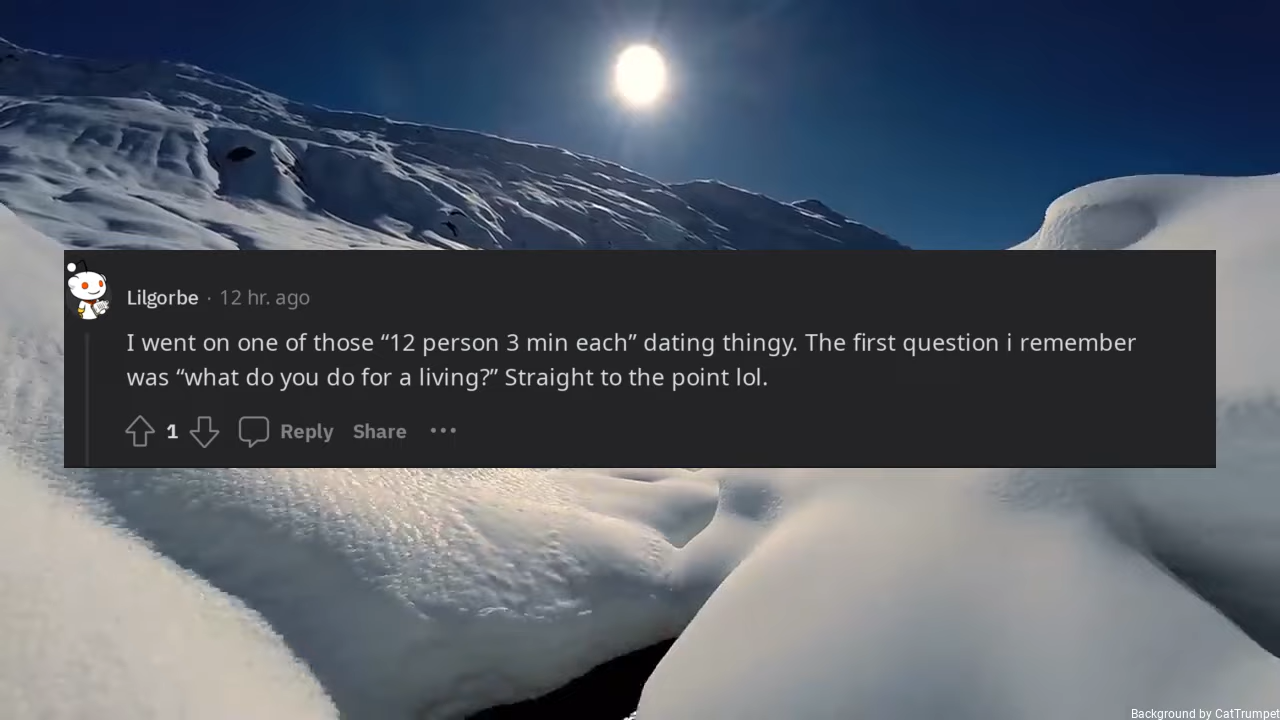 Lilgorbe · 12 hr. ago
I went on one of those “12 person 3 min each” dating thingy. The first question i remember
was “what do you do for a living?” Straight to the point lol.
1 Reply Share
Background by CatTrumpet